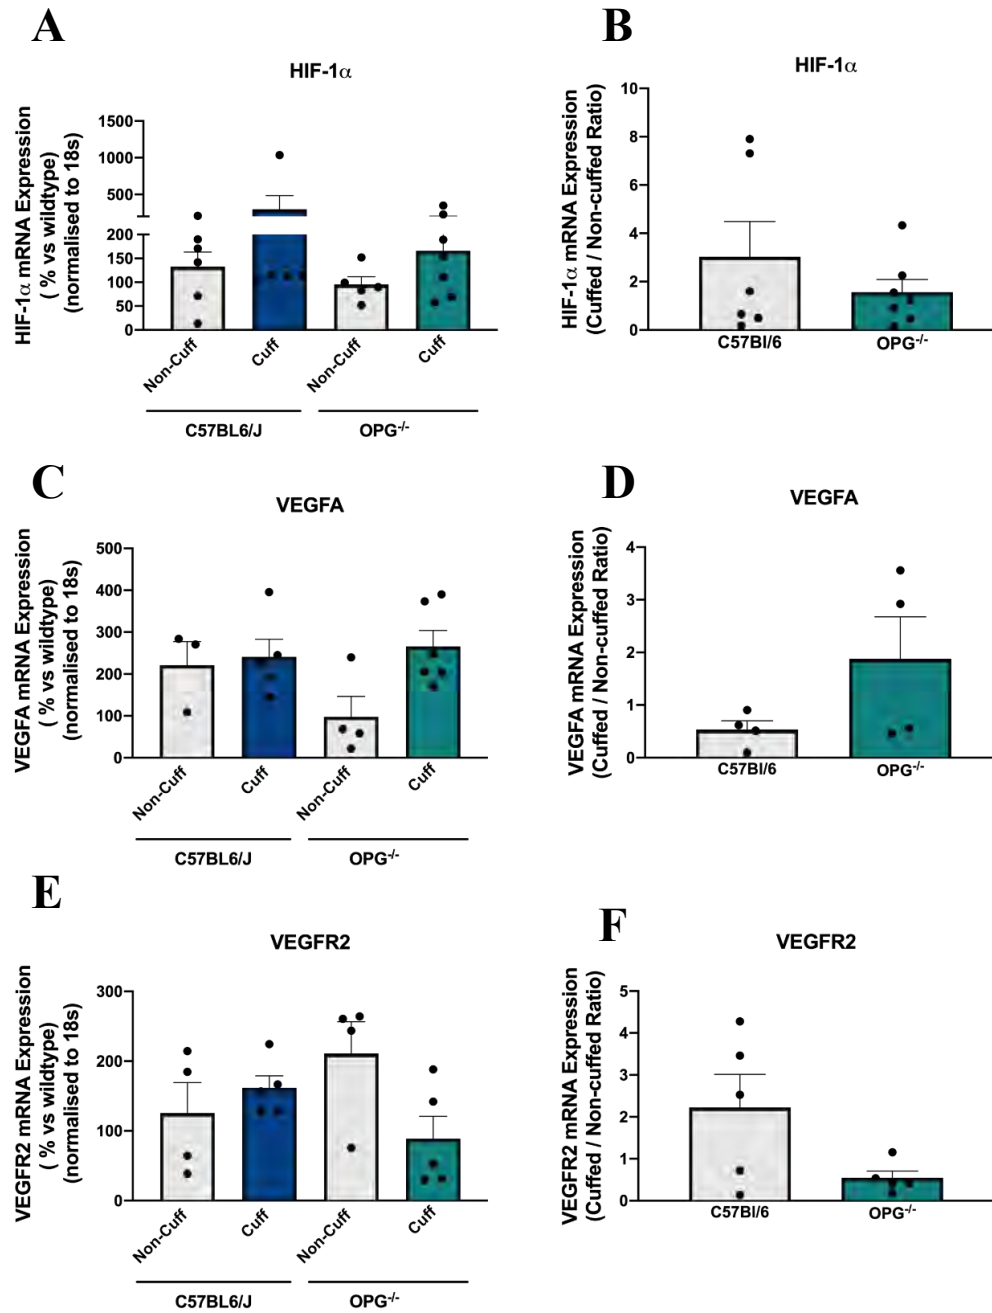 A
HIF-1α
HIF-1α mRNA Expression
( % vs wildtype)
(normalised to 18s)
1500
1000
500
200
150
100
50
0
Non-Cuff
Cuff
Non-Cuff
Cuff
C57BL6/J
OPG-/-
B
HIF-1α
HIF-1α mRNA Expression
(Cuffed / Non-cuffed Ratio)
10
8
6
4
2
0
C57Bl/6
OPG-/-
C
VEGFA
VEGFA mRNA Expression
( % vs wildtype)
(normalised to 18s)
500
400
300
200
100
0
Non-Cuff
Cuff
Non-Cuff
Cuff
C57BL6/J
OPG-/-
D
VEGFA
VEGFA mRNA Expression
(Cuffed / Non-cuffed Ratio)
4
3
2
1
0
C57Bl/6
OPG-/-
E
VEGFR2
VEGFR2 mRNA Expression
( % vs wildtype)
(normalised to 18s)
300
200
100
0
Non-Cuff
Cuff
Non-Cuff
Cuff
C57BL6/J
OPG-/-
F
VEGFR2
VEGFR2 mRNA Expression
(Cuffed / Non-cuffed Ratio)
5
4
3
2
1
0
C57Bl/6
OPG-/-